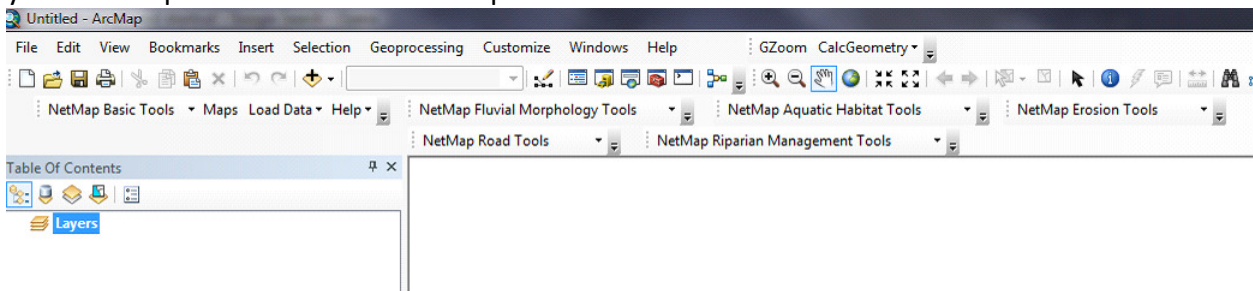 Untitled - ArcMap
File Edit View Bookmarks Insert Selection Geoprocessing Customize Windows Help GZoom CalcGeometry
NetMap Basic Tools Maps Load Data Help NetMap Fluvial Morphology Tools NetMap Aquatic Habitat Tools NetMap Erosion Tools
NetMap Road Tools NetMap Riparian Management Tools
Table Of Contents
Layers